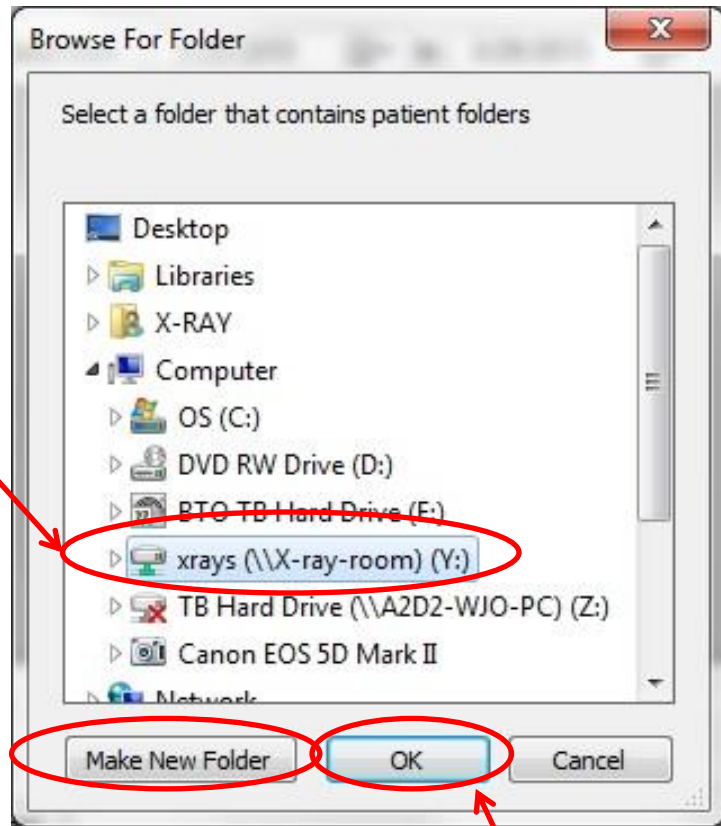 Browse For Folder
Select a folder that contains patient folders
Desktop
Libraries
X-RAY
Computer
OS (C:)
DVD RW Drive (D:)
BTO TB Hard Drive (F:)
xrays (\\X-ray-room) (Y:)
TB Hard Drive (\\A2D2-WJO-PC) (Z:)
Canon EOS 5D Mark II
Network
Make New Folder OK Cancel